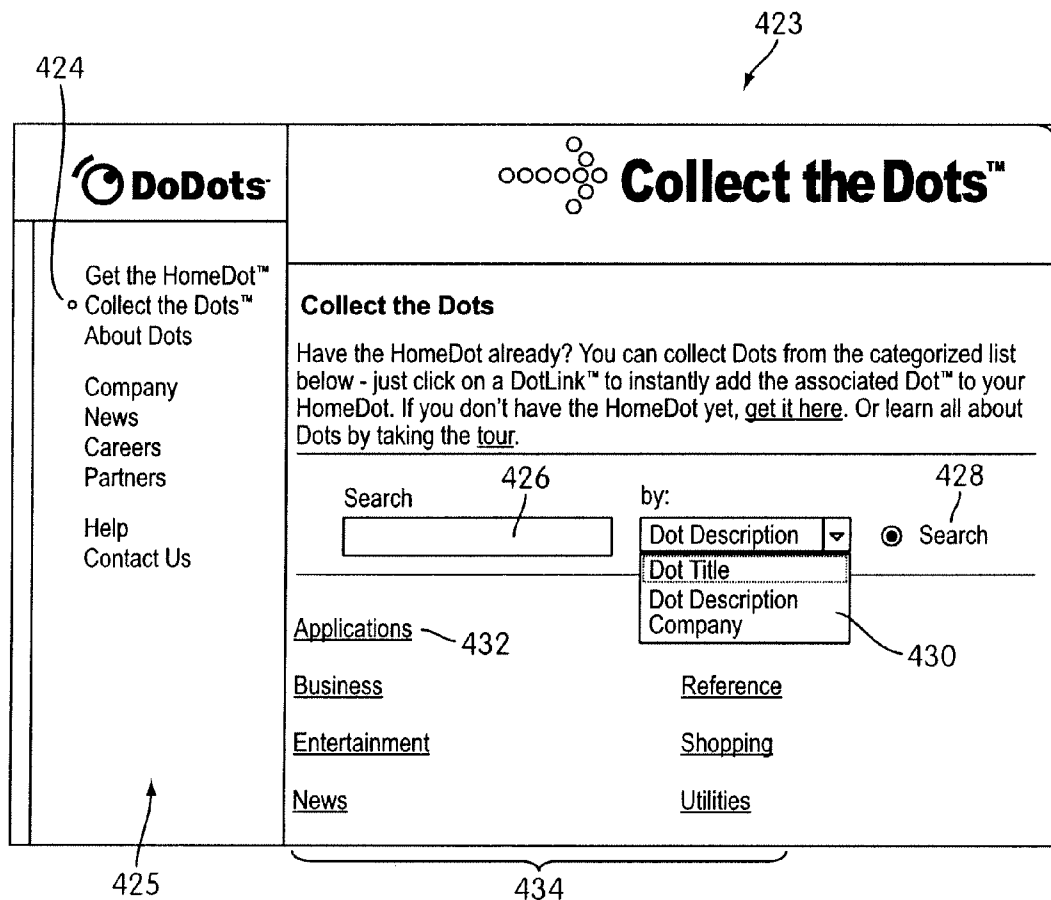 423
424
DoDots
Collect the Dots™
Get the HomeDot™
Collect the Dots™
About Dots
Company
News
Careers
Partners
Help
Contact Us
Collect the Dots
Have the HomeDot already? You can collect Dots from the categorized list
below - just click on a DotLink™ to instantly add the associated Dot™ to your
HomeDot. If you don't have the HomeDot yet, get it here. Or learn all about
Dots by taking the tour.
Search 426 by: 428
Dot Description Search
Dot Title
Dot Description
Company
430
Applications 432
Business Reference
Entertainment Shopping
News Utilities
425 434